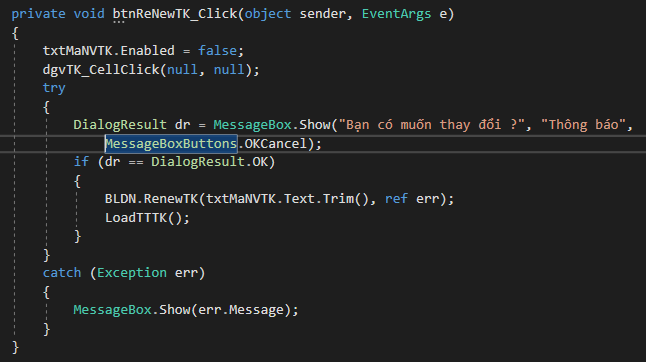 private void btnReNewTK_Click(object sender, EventArgs e)
{
txtMaNVTK.Enabled = false;
dgvTK_CellClick(null, null);
try
{
DialogResult dr = MessageBox.Show("Bạn có muốn thay đổi ?", "Thông báo",
MessageBoxButtons.OKCancel);
if (dr == DialogResult.OK)
{
BLDN.RenewTK(txtMaNVTK.Text.Trim(), ref err);
LoadTTTK();
}
}
catch (Exception err)
{
MessageBox.Show(err.Message);
}
}